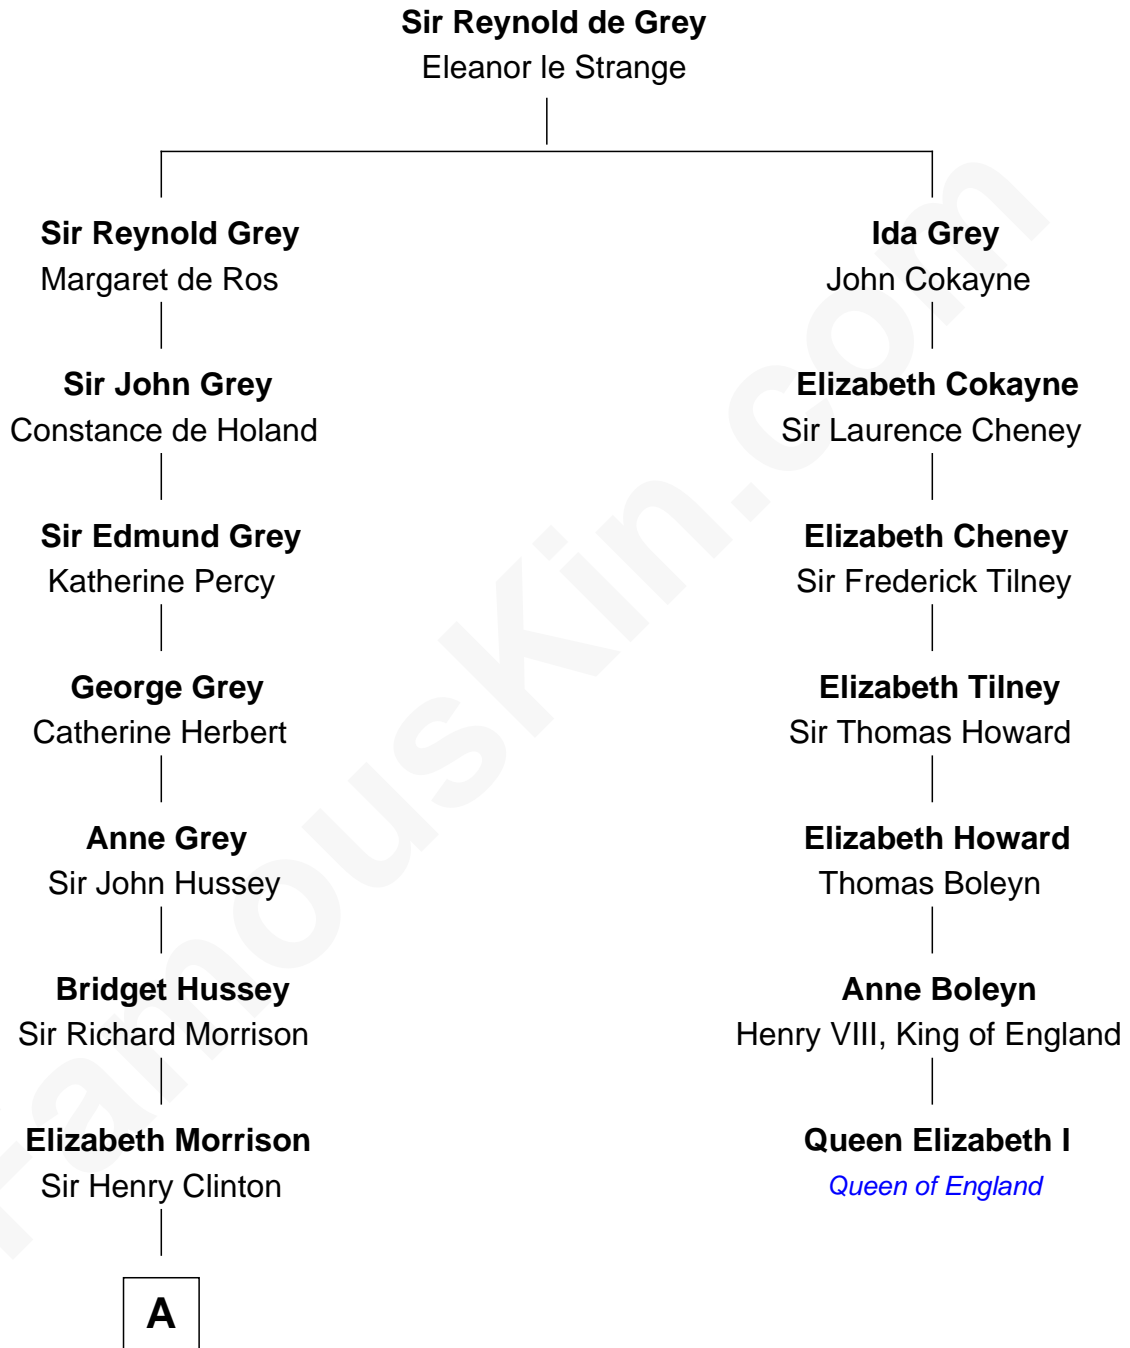 Sir Reynold de Grey
Eleanor le Strange
Sir Reynold Grey
Margaret de Ros
Sir John Grey
Constance de Holand
Sir Edmund Grey
Katherine Percy
George Grey
Catherine Herbert
Anne Grey
Sir John Hussey
Bridget Hussey
Sir Richard Morrison
Elizabeth Morrison
Sir Henry Clinton
A
Ida Grey
John Cokayne
Elizabeth Cokayne
Sir Laurence Cheney
Elizabeth Cheney
Sir Frederick Tilney
Elizabeth Tilney
Sir Thomas Howard
Elizabeth Howard
Thomas Boleyn
Anne Boleyn
Henry VIII, King of England
Queen Elizabeth I
Queen of England
FamousKin.com